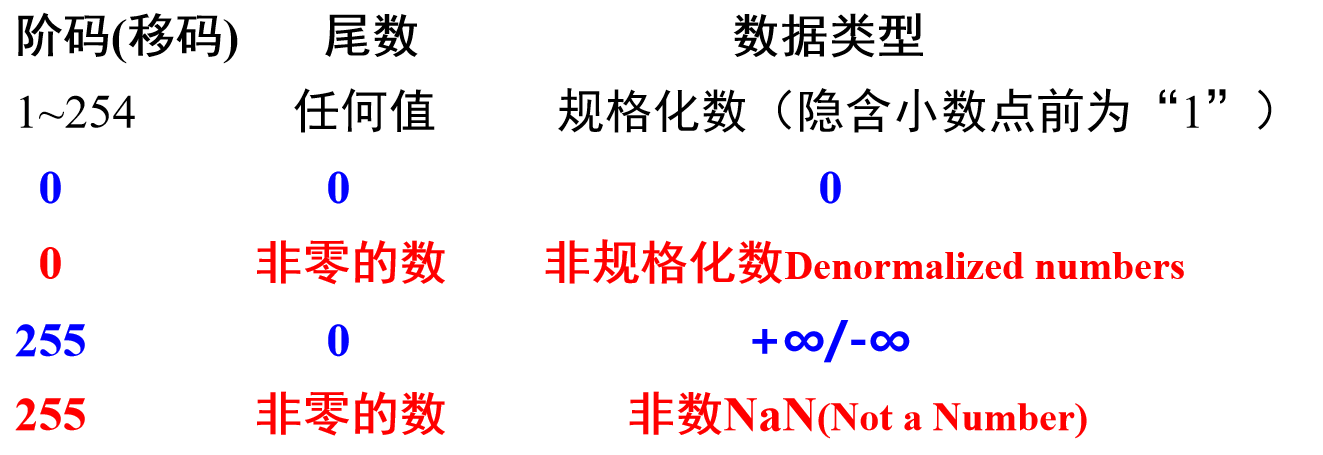 阶码(移码) 尾数 数据类型
1~254 任何值 规格化数（隐含小数点前为“1”）
0 0 0
0 非零的数 非规格化数Denormalized numbers
255 0 +∞/-∞
255 非零的数 非数NaN(Not a Number)